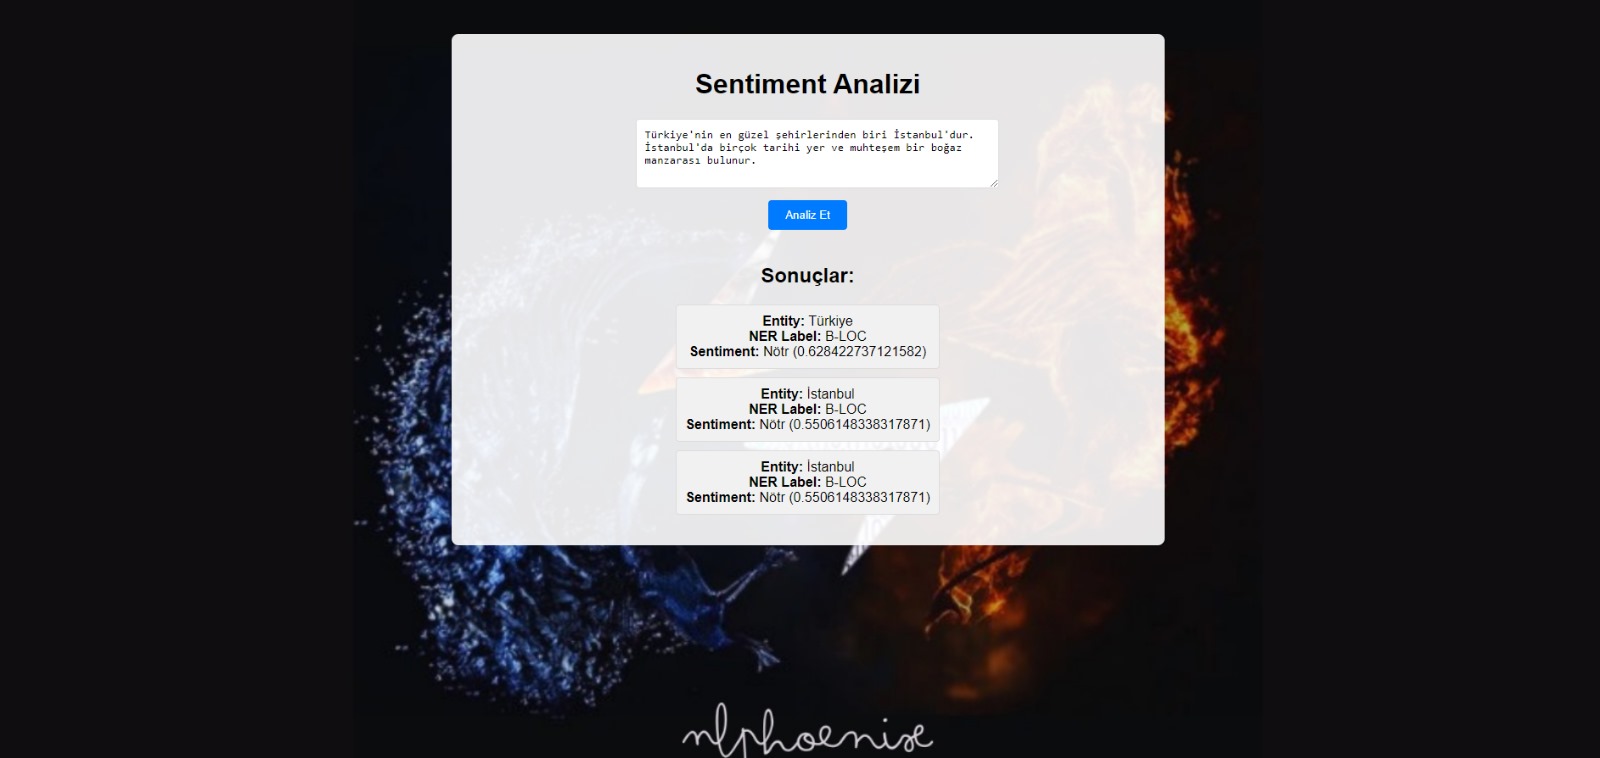 Sentiment Analizi
Türkiye'nin en güzel şehirlerinden biri İstanbul'dur.
İstanbul'da birçok tarihi yer ve muhteşem bir boğaz
manzarası bulunur.
Analiz Et
Sonuçlar:
Entity: Türkiye
NER Label: B-LOC
Sentiment: Nötr (0.628422737121582)
Entity: İstanbul
NER Label: B-LOC
Sentiment: Nötr (0.5506148338317871)
Entity: İstanbul
NER Label: B-LOC
Sentiment: Nötr (0.5506148338317871)
nlphoenix